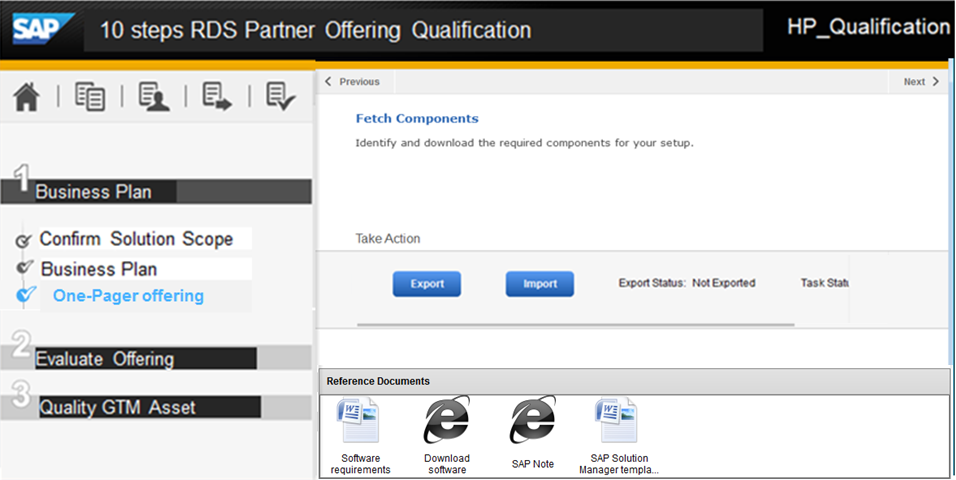 SAP
10 steps RDS Partner Offering Qualification
HP_Qualification
Previous
Next
1
Business Plan
Confirm Solution Scope
Business Plan
One-Pager offering
2
Evaluate Offering
3
Quality GTM Asset
Fetch Components
Identify and download the required components for your setup.
Take Action
Export
Import
Export Status: Not Exported
Task Statu
Reference Documents
Software
requirements
Download
software
SAP Note
SAP Solution
Manager templa...